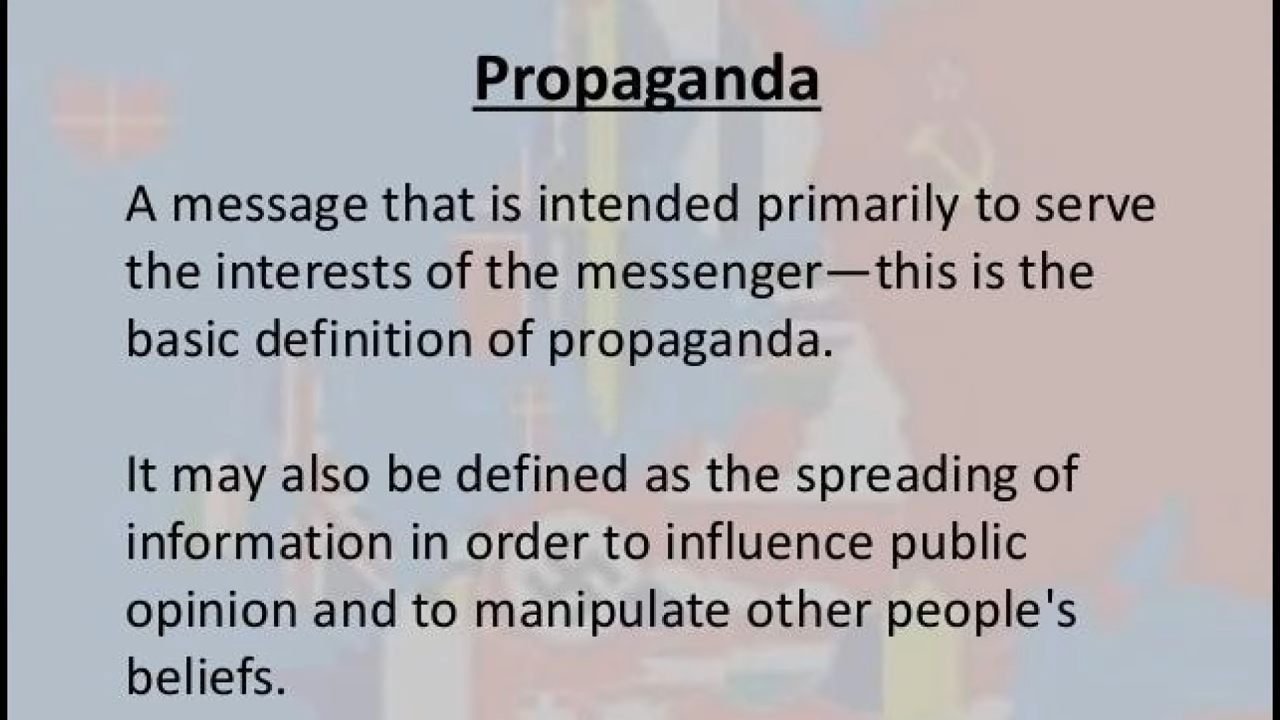 Propaganda
A message that is intended primarily to serve
the interests of the messenger—this is the
basic definition of propaganda.
It may also be defined as the spreading of
information in order to influence public
opinion and to manipulate other people's
beliefs.